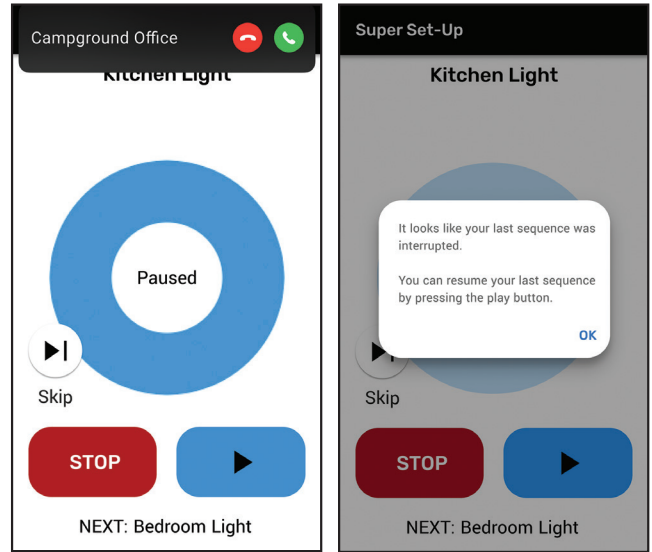 Campground Office
Kitchen Light
Paused
Skip
STOP
NEXT: Bedroom Light
Super Set-Up
Kitchen Light
It looks like your last sequence was
interrupted.
You can resume your last sequence
by pressing the play button.
OK
Skip
STOP
NEXT: Bedroom Light